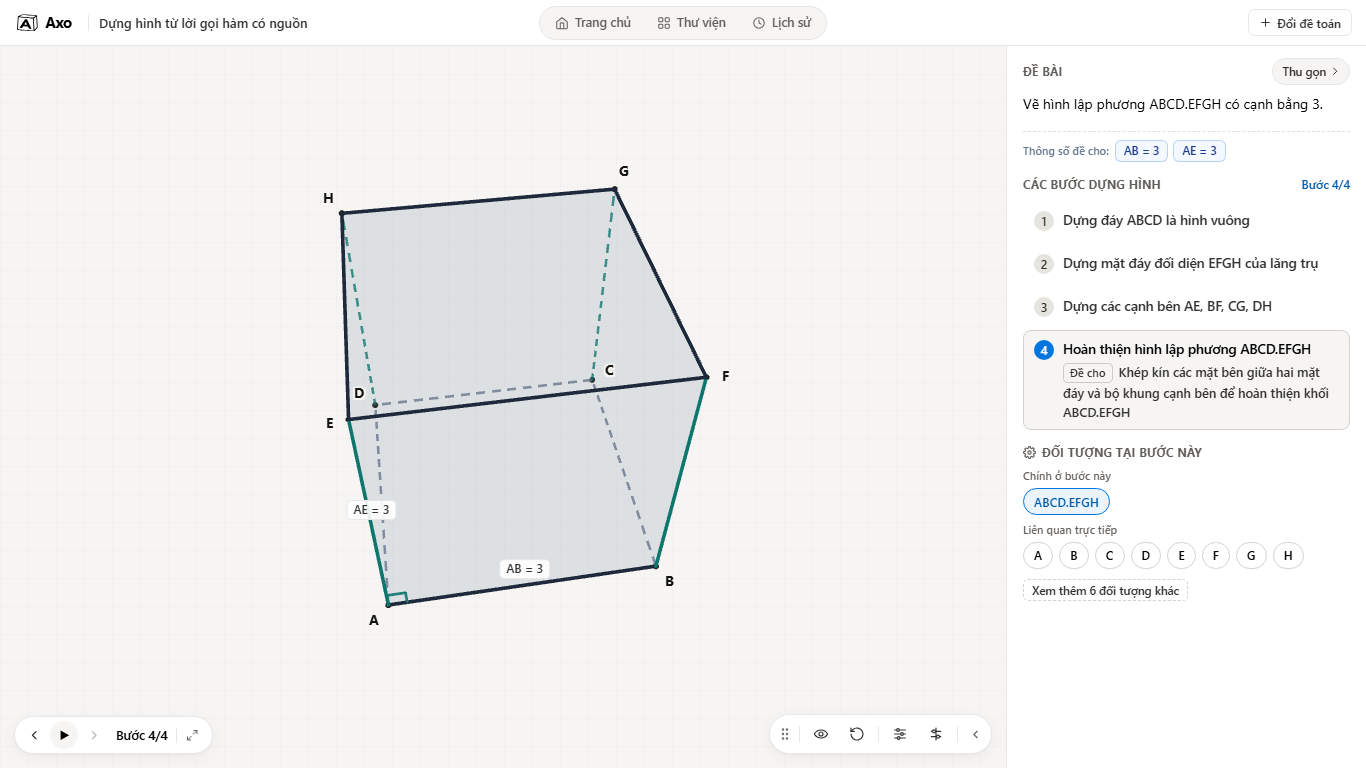 Axo
Dựng hình từ lời gọi hàm có nguồn
Trang chủ
Thư viện
Lịch sử
Đổi đề toán
ĐỀ BÀI
Thu gọn
Vẽ hình lập phương ABCD.EFGH có cạnh bằng 3.
Thông số đề cho:
AB = 3
AE = 3
CÁC BƯỚC DỰNG HÌNH
Bước 4/4
1
Dựng đáy ABCD là hình vuông
2
Dựng mặt đáy đối diện EFGH của lăng trụ
3
Dựng các cạnh bên AE, BF, CG, DH
4
Hoàn thiện hình lập phương ABCD.EFGH
Đề cho Khép kín các mặt bên giữa hai mặt
đáy và bộ khung cạnh bên để hoàn thiện khối
ABCD.EFGH
ĐỐI TƯỢNG TẠI BƯỚC NÀY
Chính ở bước này
ABCD.EFGH
Liên quan trực tiếp
A B C D E F G H
Xem thêm 6 đối tượng khác
G
H
C
F
D
E
AE = 3
AB = 3
B
A
Bước 4/4